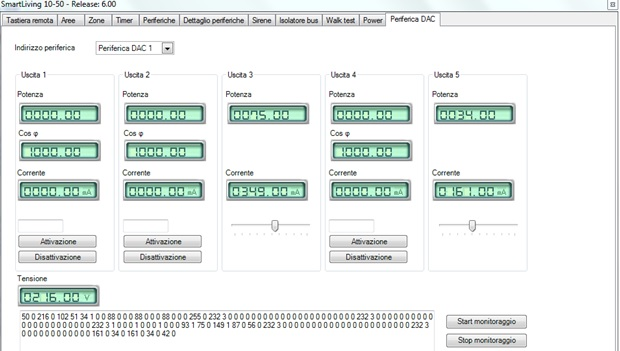 SmartLiving 10-50 - Release: 6.00
Tastiera remota Aree Zone Timer Periferiche Dettaglio periferiche Sirene Isolatore bus Walk test Power Periferica DAC
Indirizzo periferica Periferica DAC 1
Uscita 1 Uscita 2 Uscita 3 Uscita 4 Uscita 5
Potenza Potenza Potenza Potenza Potenza
0000.00 0000.00 0075.00 0000.00 0034.00
Cos φ Cos φ Cos φ
1000.00 1000.00 1000.00
Corrente Corrente Corrente Corrente Corrente
0000.00 mA 0000.00 mA 0349.00 mA 0000.00 mA 0161.00 mA
Attivazione Attivazione Attivazione
Disattivazione Disattivazione Disattivazione
Tensione
0216.00 V
50 0 216 0 102 51 34 1 0 0 88 0 0 0 88 0 0 0 88 0 0 0 255 0 232 3 0 0 0 0 0 0 0 0 0 0 0 0 0 0 0 0 0 0 0 232 3 0 0 0 0 0 0 0 0 0
0 0 0 0 0 0 0 0 0 0 232 3 1 0 0 0 1 0 0 0 1 0 0 0 93 1 75 0 149 1 87 0 56 0 232 3 0 0 0 0 0 0 0 0 0 0 0 0 0 0 0 0 0 0 0 232 3
0 0 0 0 0 0 0 0 0 0 161 0 34 0 161 0 34 0 42 0
Start monitoraggio
Stop monitoraggio